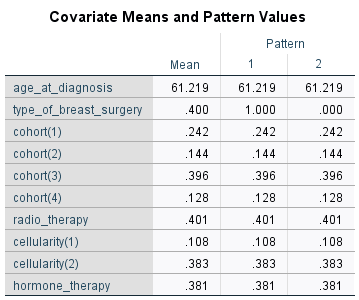 Covariate Means and Pattern Values
Pattern
Mean 1 2
age_at_diagnosis 61.219 61.219 61.219
type_of_breast_surgery .400 1.000 .000
cohort(1) .242 .242 .242
cohort(2) .144 .144 .144
cohort(3) .396 .396 .396
cohort(4) .128 .128 .128
radio_therapy .401 .401 .401
cellularity(1) .108 .108 .108
cellularity(2) .383 .383 .383
hormone_therapy .381 .381 .381